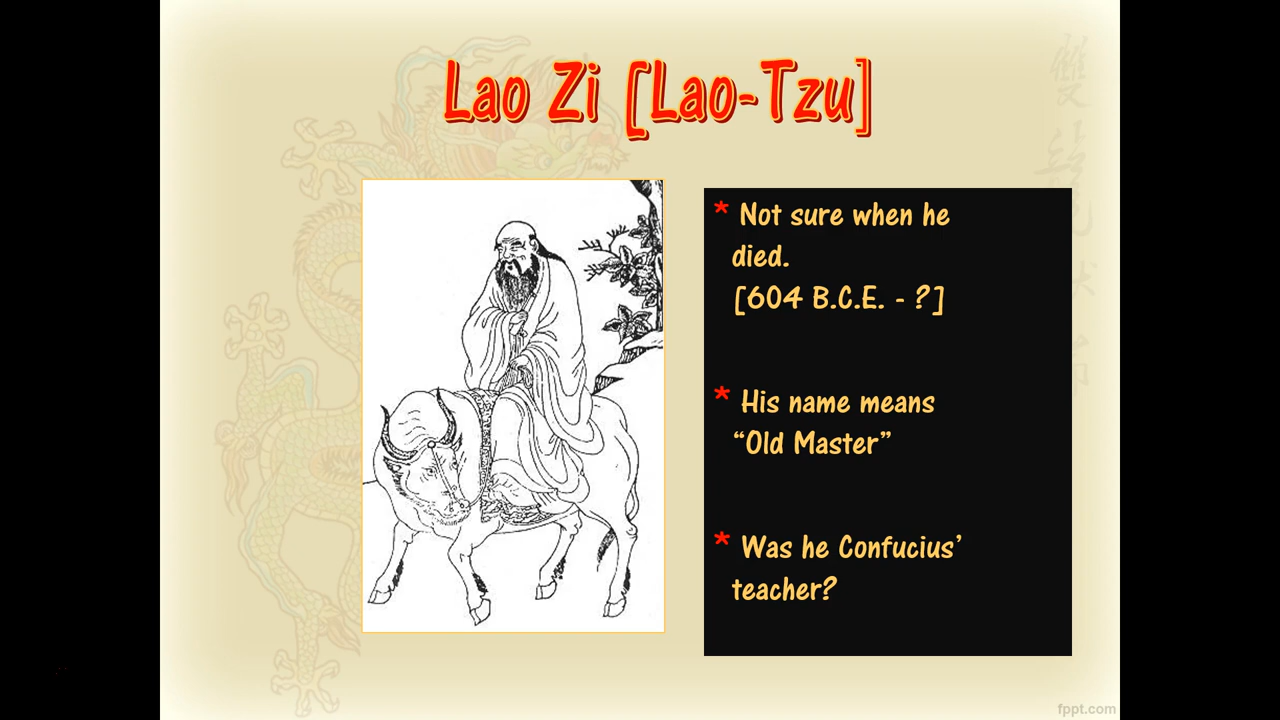 Lao Zi [Lao-Tzu]
* Not sure when he
died.
[604 B.C.E. - ?]
* His name means
“Old Master”
* Was he Confucius’
teacher?
fppt.com